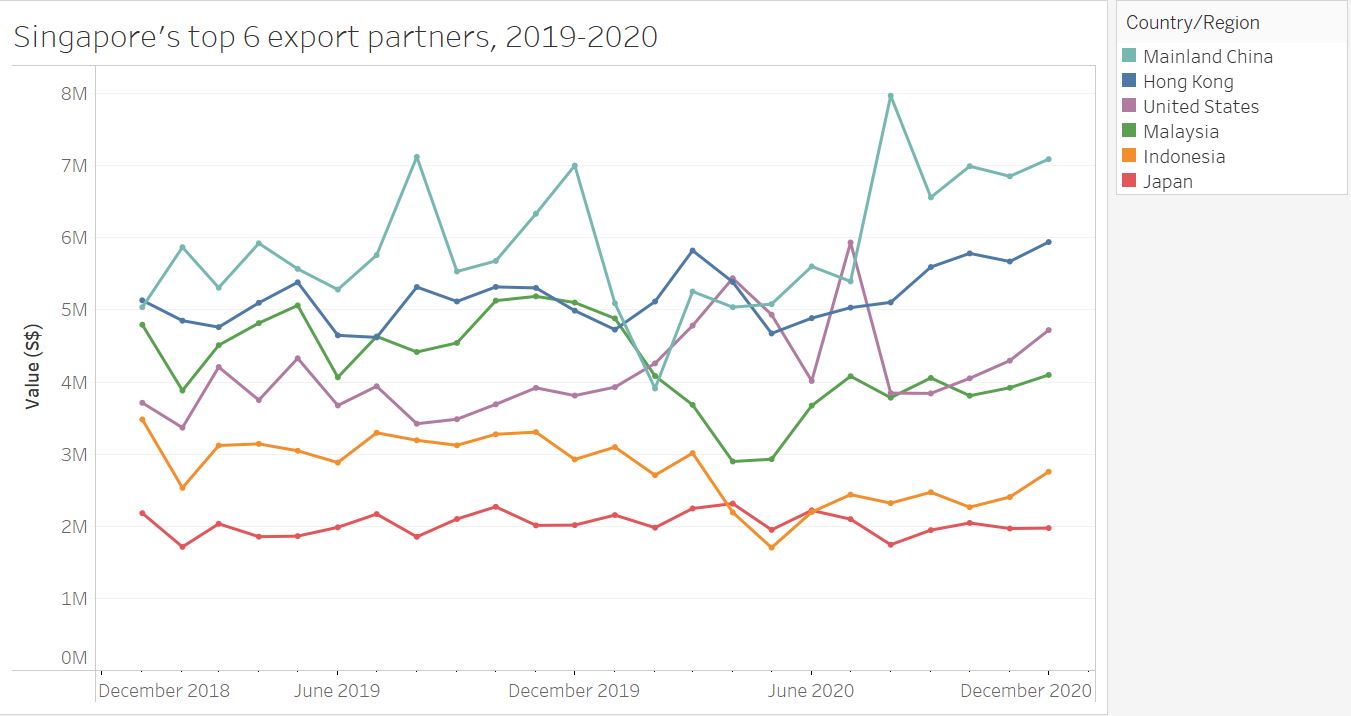 Singapore's top 6 export partners, 2019-2020
Country/Region
Mainland China
Hong Kong
United States
Malaysia
Indonesia
Japan
8M
7M
6M
5M
4M
3M
2M
1M
0M
Value (S$)
December 2018
June 2019
December 2019
June 2020
December 2020